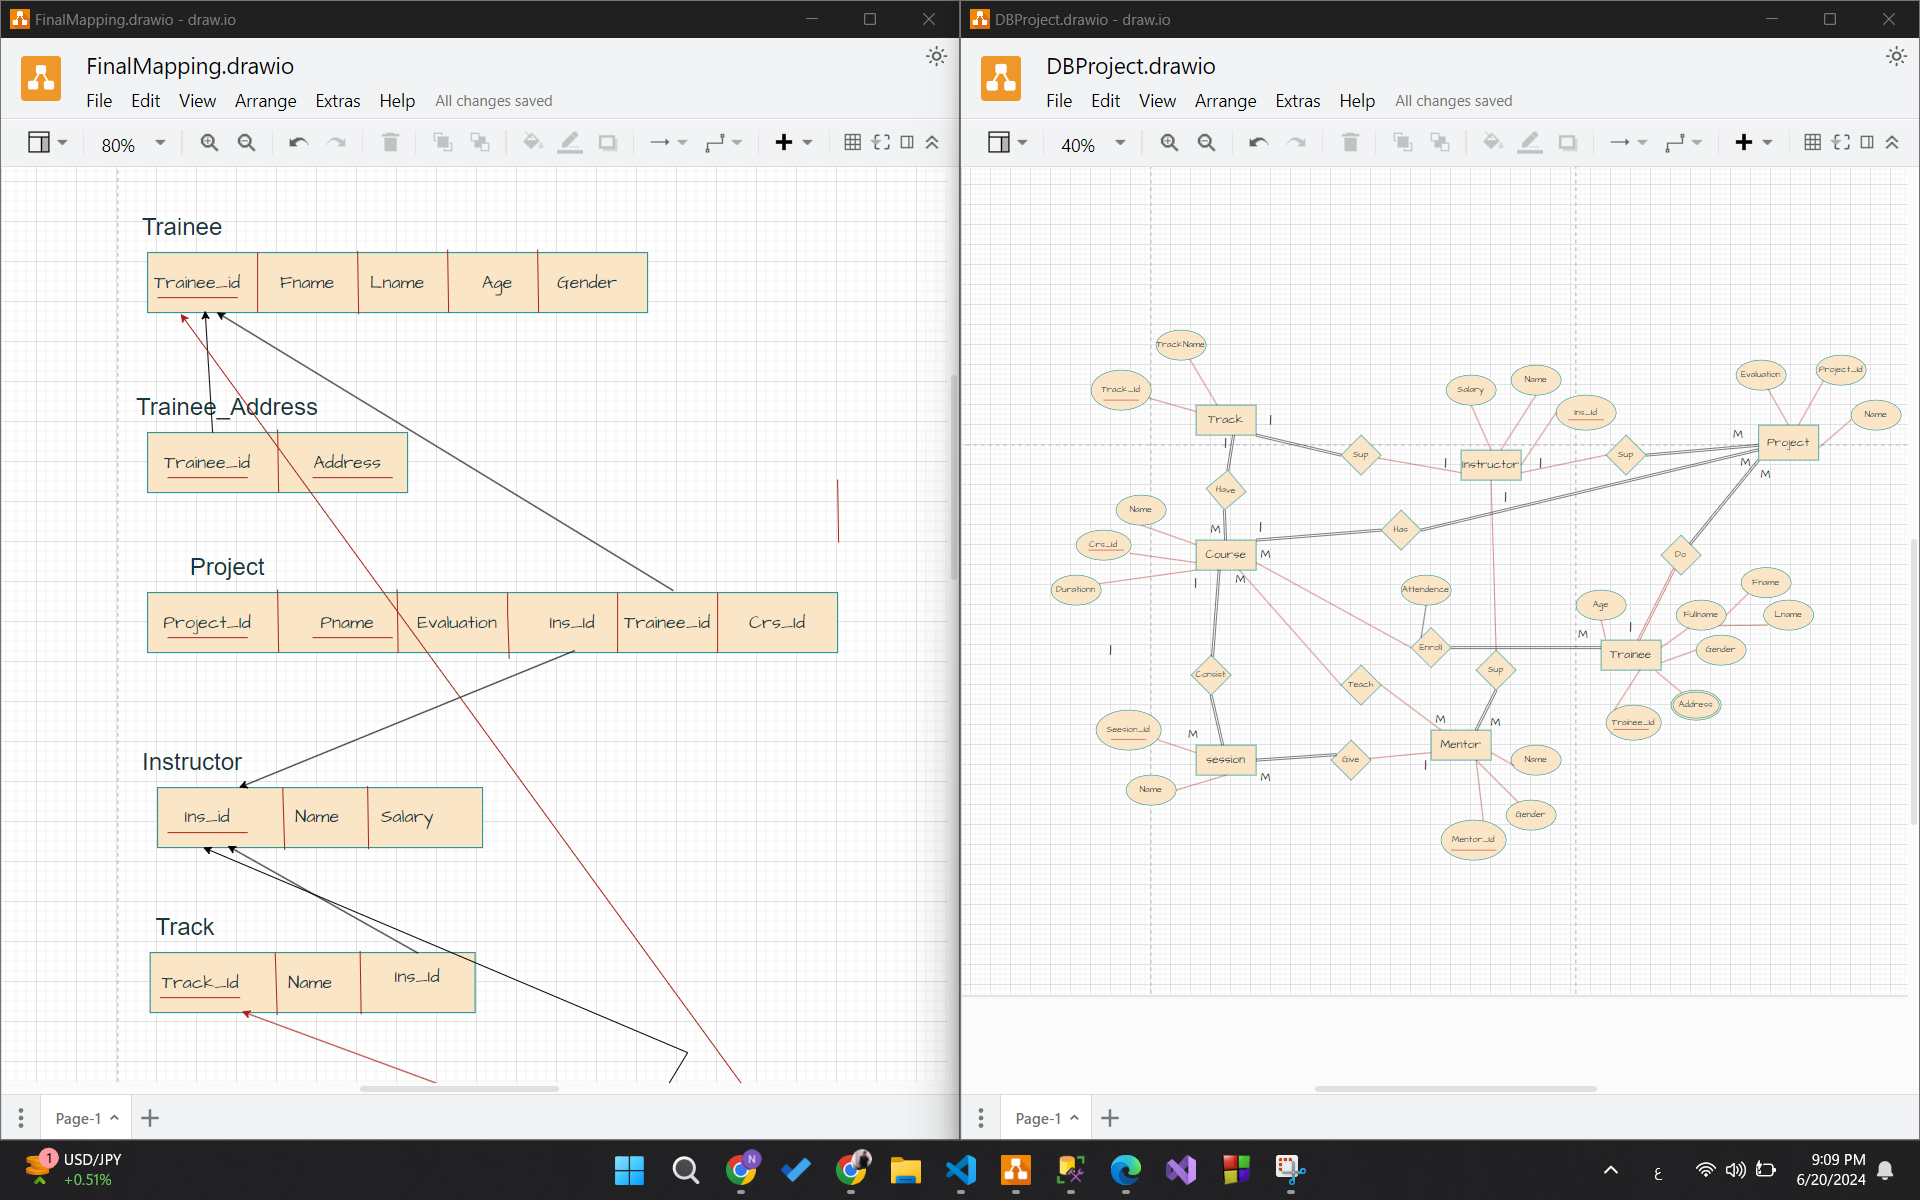 FinalMapping.drawio - draw.io
FinalMapping.drawio
File Edit View Arrange Extras Help All changes saved
80%
Trainee
Trainee_id Fname Lname Age Gender
Trainee_Address
Trainee_id Address
Project
Project_Id Pname Evaluation Ins_Id Trainee_id Crs_Id
Instructor
Ins_id Name Salary
Track
Track_Id Name Ins_Id
Page-1
DBProject.drawio - draw.io
DBProject.drawio
File Edit View Arrange Extras Help All changes saved
40%
TrackName
Track_Id
Track
I
I
Sup
Salary
Name
Ins_id
Instructor
I
I
I
Sup
Evaluation
Project_id
Name
Project
M
M
M
Have
M
I
Name
Crs_id
Durationn
Course
M
I
M
Has
Do
Attendence
Enroll
M
I
Age
Fname
Fullname
Lname
Gender
Trainee
Address
Trainee_id
I
Consist
Teach
Sup
M
M
Seesion_id
M
session
M
Name
Give
I
Mentor
Name
Gender
Mentor_id
Page-1
1
USD/JPY
+0.51%
N
ع
9:09 PM
6/20/2024